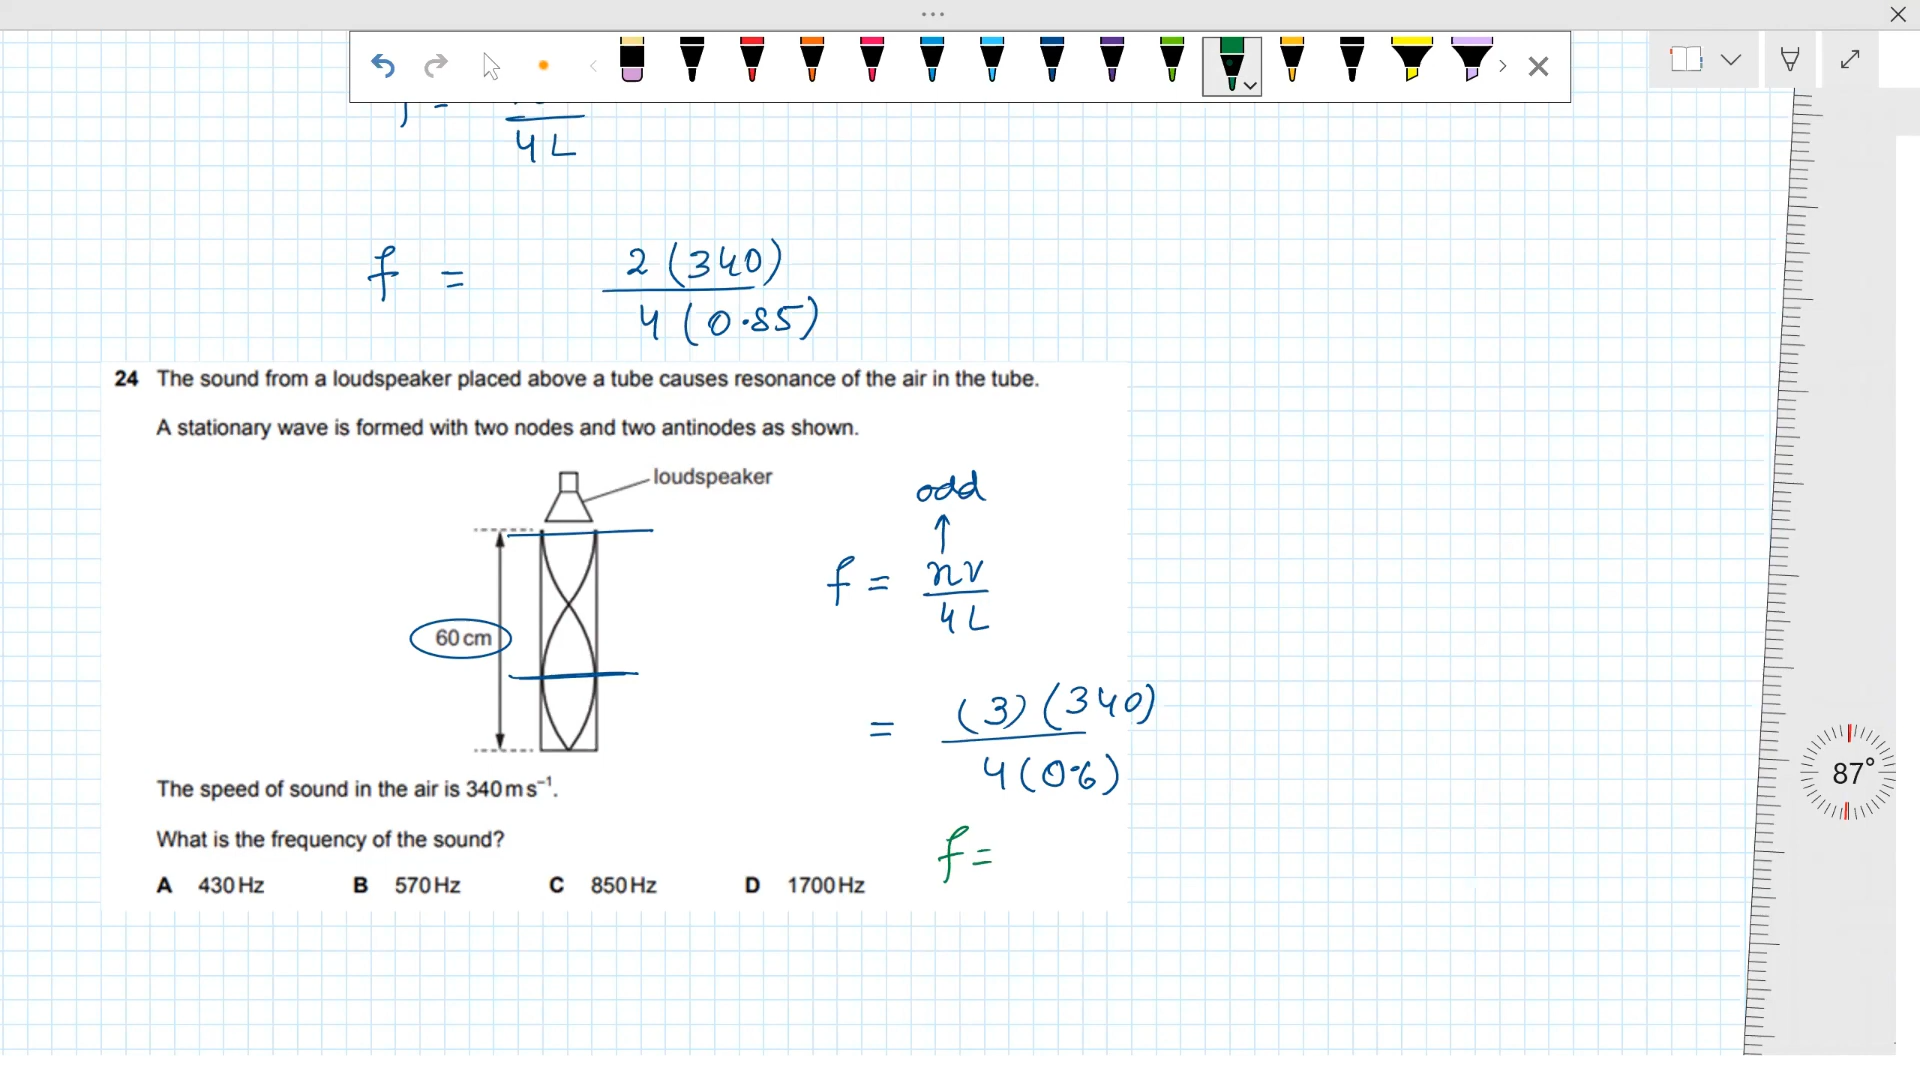 4 L
f = 2 (340)
4 (0.85)
24 The sound from a loudspeaker placed above a tube causes resonance of the air in the tube.
A stationary wave is formed with two nodes and two antinodes as shown.
loudspeaker
odd
↑
f = nv
4 L
60 cm
= (3) (340)
4 (0.6)
The speed of sound in the air is 340 m s⁻¹.
What is the frequency of the sound?
f =
A 430 Hz B 570 Hz C 850 Hz D 1700 Hz
87°